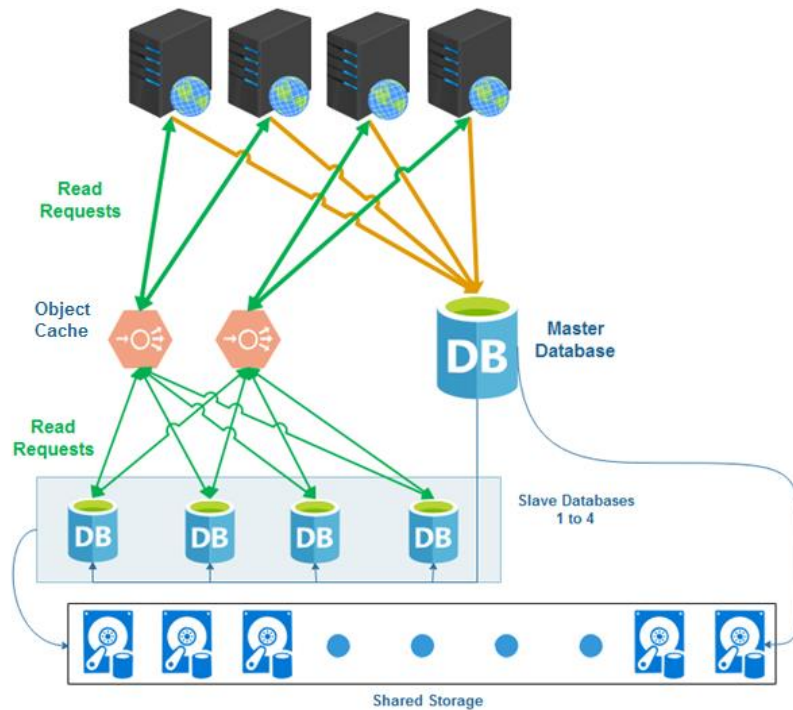 Read
Requests
Object
Cache
DB
Master
Database
Read
Requests
DB
DB
DB
DB
Slave Databases
1 to 4
Shared Storage